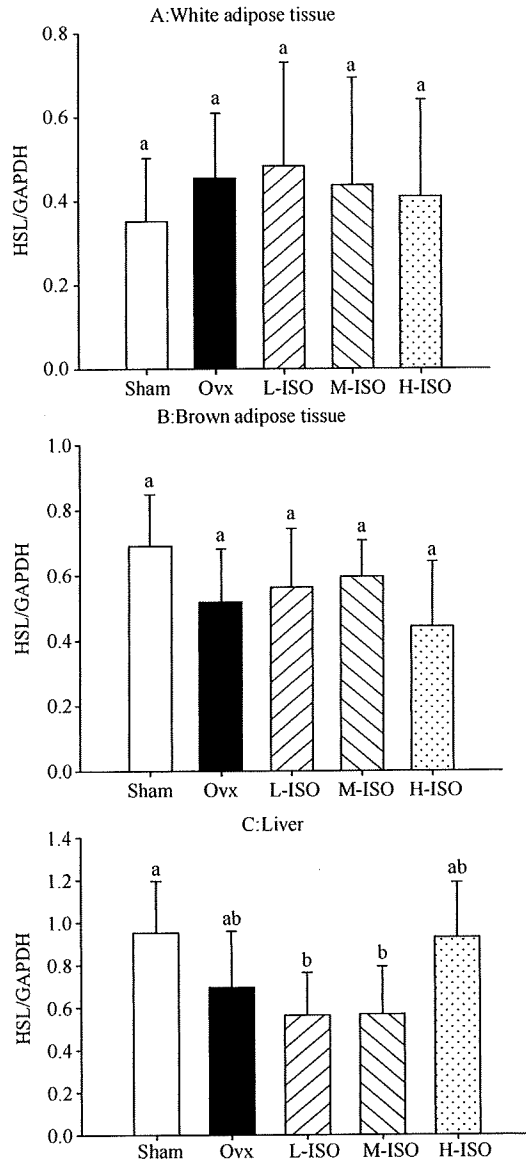 A:White adipose tissue
0.8
0.6
0.4
0.2
0.0
HSL/GAPDH
a
a
a
a
a
Sham Ovx L-ISO M-ISO H-ISO
B:Brown adipose tissue
1.0
0.8
0.6
0.4
0.2
0.0
HSL/GAPDH
a
a
a
a
a
Sham Ovx L-ISO M-ISO H-ISO
C:Liver
1.4
1.2
1.0
0.8
0.6
0.4
0.2
0.0
HSL/GAPDH
a
ab
b
b
ab
Sham Ovx L-ISO M-ISO H-ISO